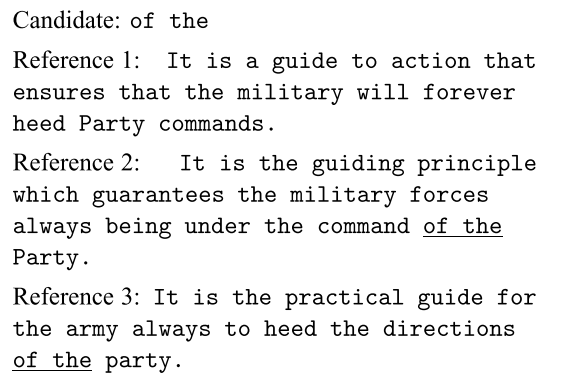 Candidate: of the
Reference 1: It is a guide to action that
ensures that the military will forever
heed Party commands.
Reference 2: It is the guiding principle
which guarantees the military forces
always being under the command of the
Party.
Reference 3: It is the practical guide for
the army always to heed the directions
of the party.